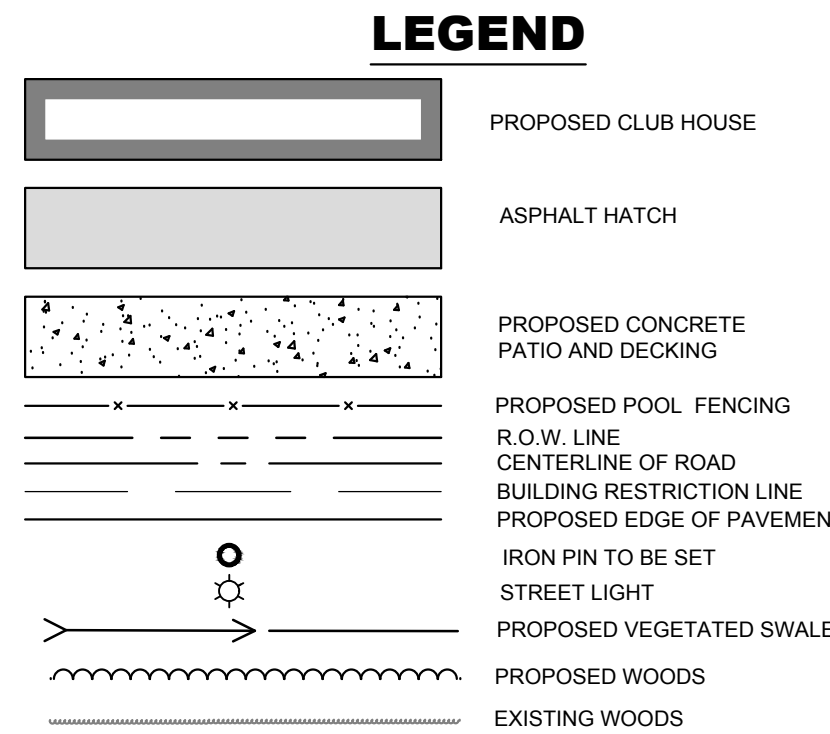 LEGEND
PROPOSED CLUB HOUSE
ASPHALT HATCH
PROPOSED CONCRETE
PATIO AND DECKING
PROPOSED POOL FENCING
R.O.W. LINE
CENTERLINE OF ROAD
BUILDING RESTRICTION LINE
PROPOSED EDGE OF PAVEMEN
IRON PIN TO BE SET
STREET LIGHT
PROPOSED VEGETATED SWALE
PROPOSED WOODS
EXISTING WOODS